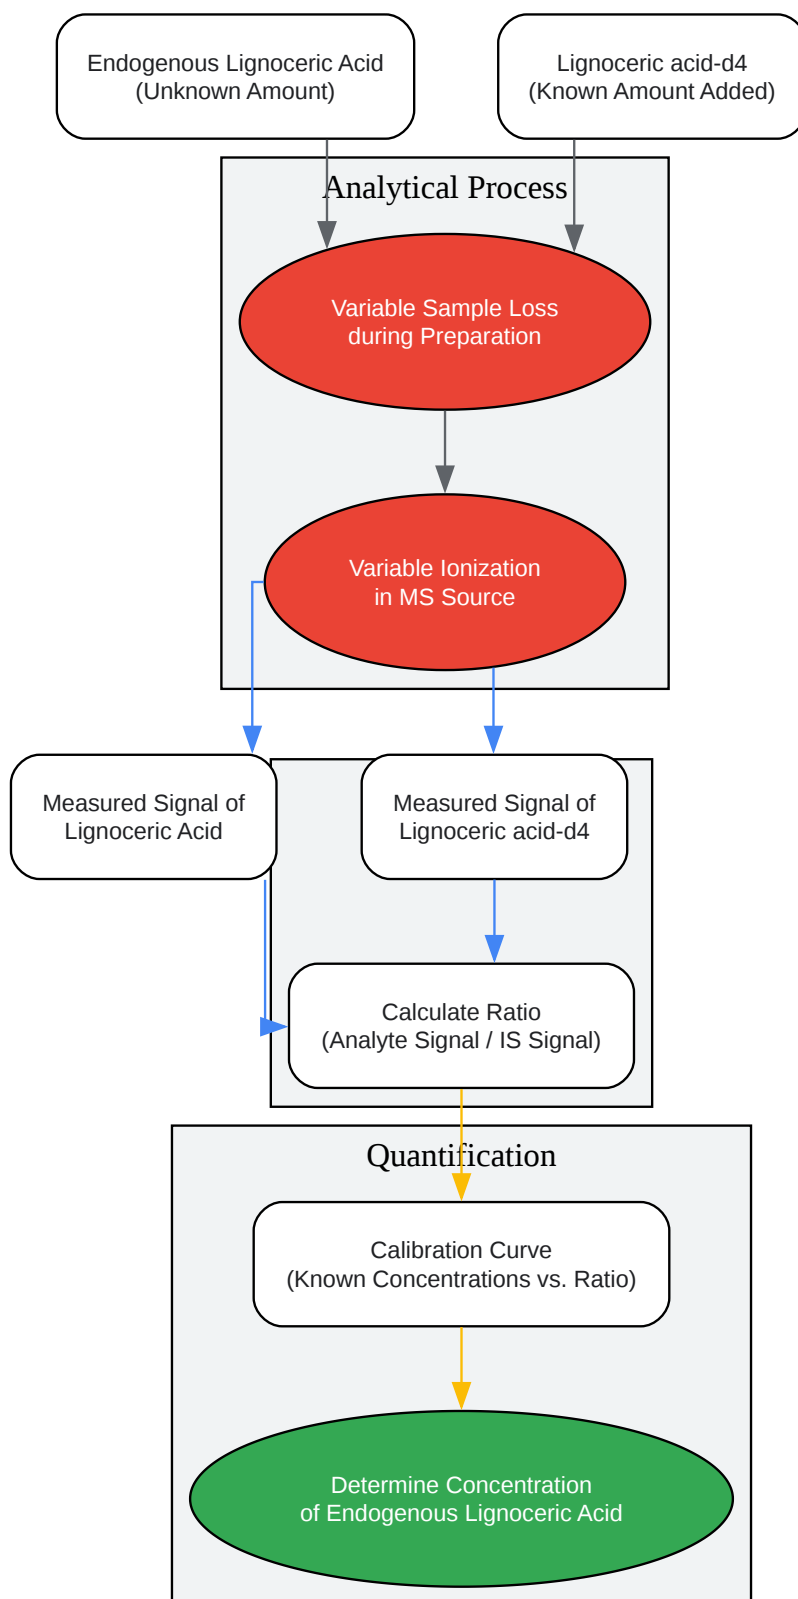 Endogenous Lignoceric Acid
(Unknown Amount)
Lignoceric acid-d4
(Known Amount Added)
Analytical Process
Variable Sample Loss
during Preparation
Variable Ionization
in MS Source
Measured Signal of
Lignoceric Acid
Measured Signal of
Lignoceric acid-d4
Calculate Ratio
(Analyte Signal / IS Signal)
Quantification
Calibration Curve
(Known Concentrations vs. Ratio)
Determine Concentration
of Endogenous Lignoceric Acid